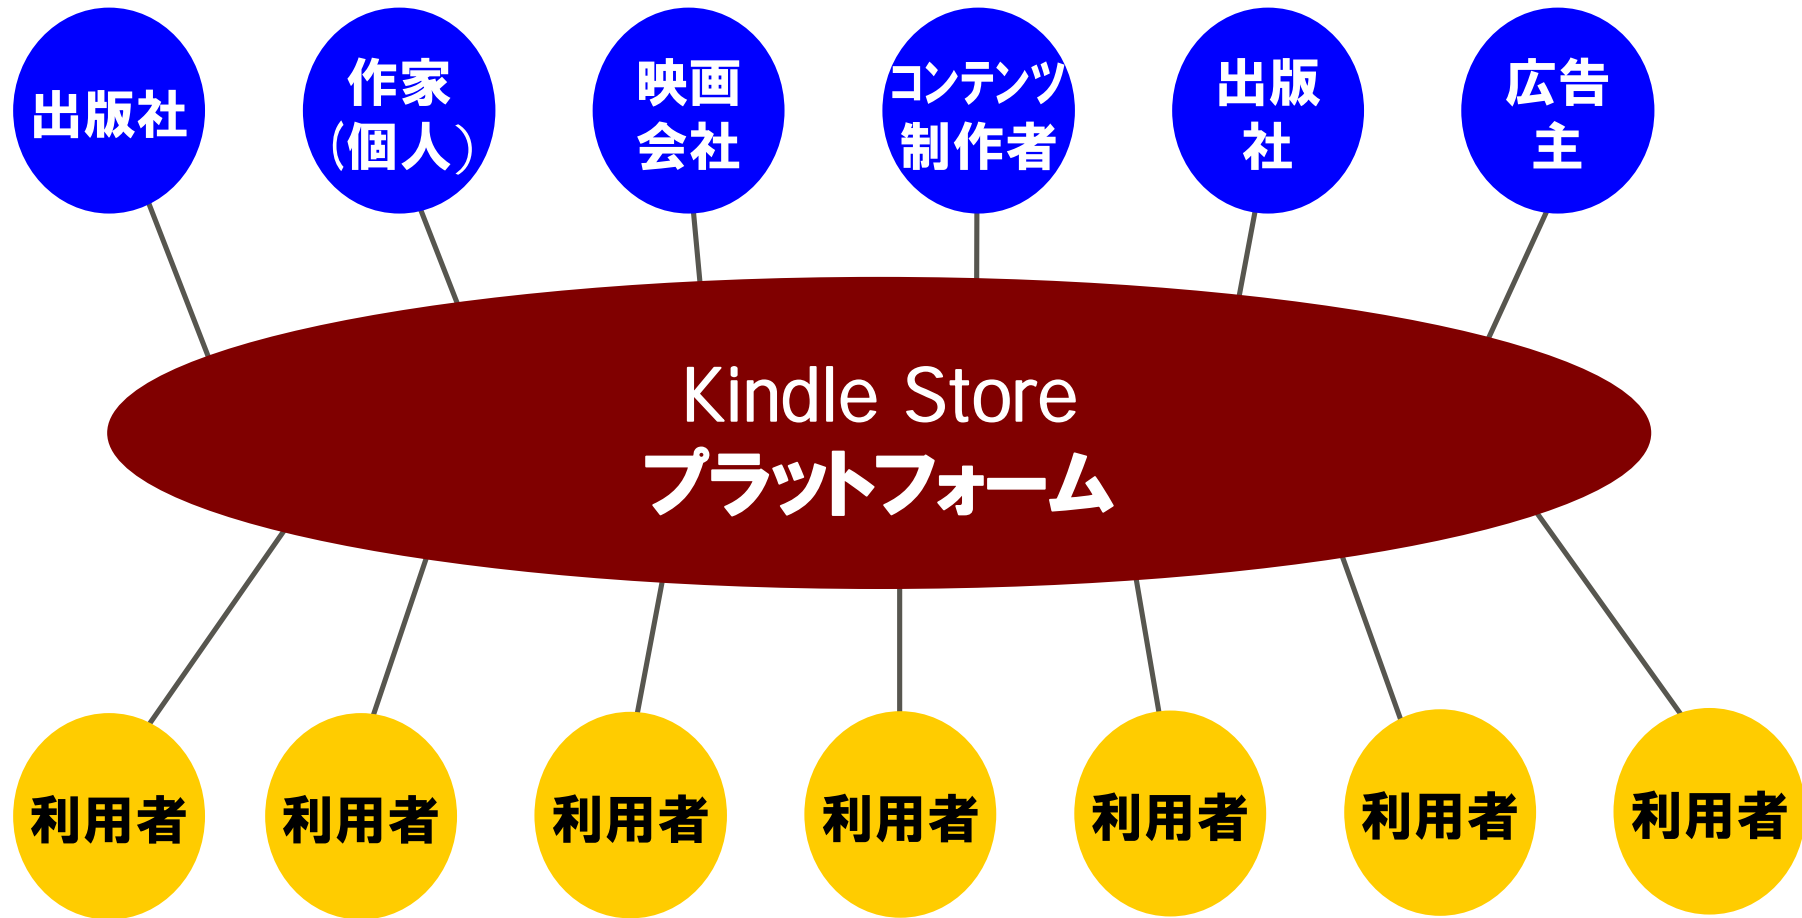 出版社
作家
(個人)
映画
会社
コンテンツ
制作者
出版
社
広告
主
Kindle Store
プラットフォーム
利用者
利用者
利用者
利用者
利用者
利用者
利用者